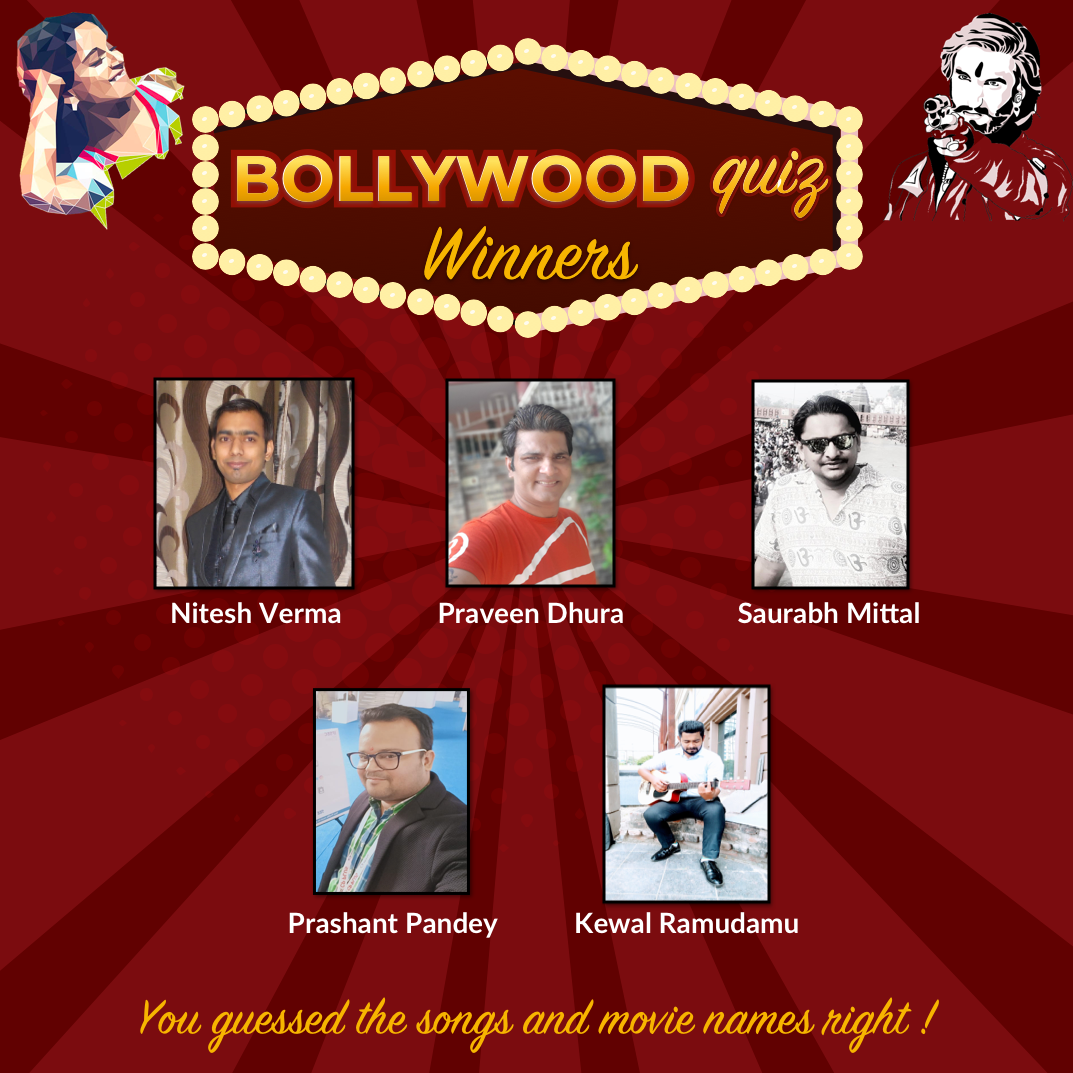 BOLLYWOOD quiz
Winners
Nitesh Verma
Praveen Dhura
Saurabh Mittal
Prashant Pandey
Kewal Ramudamu
You guessed the songs and movie names right !